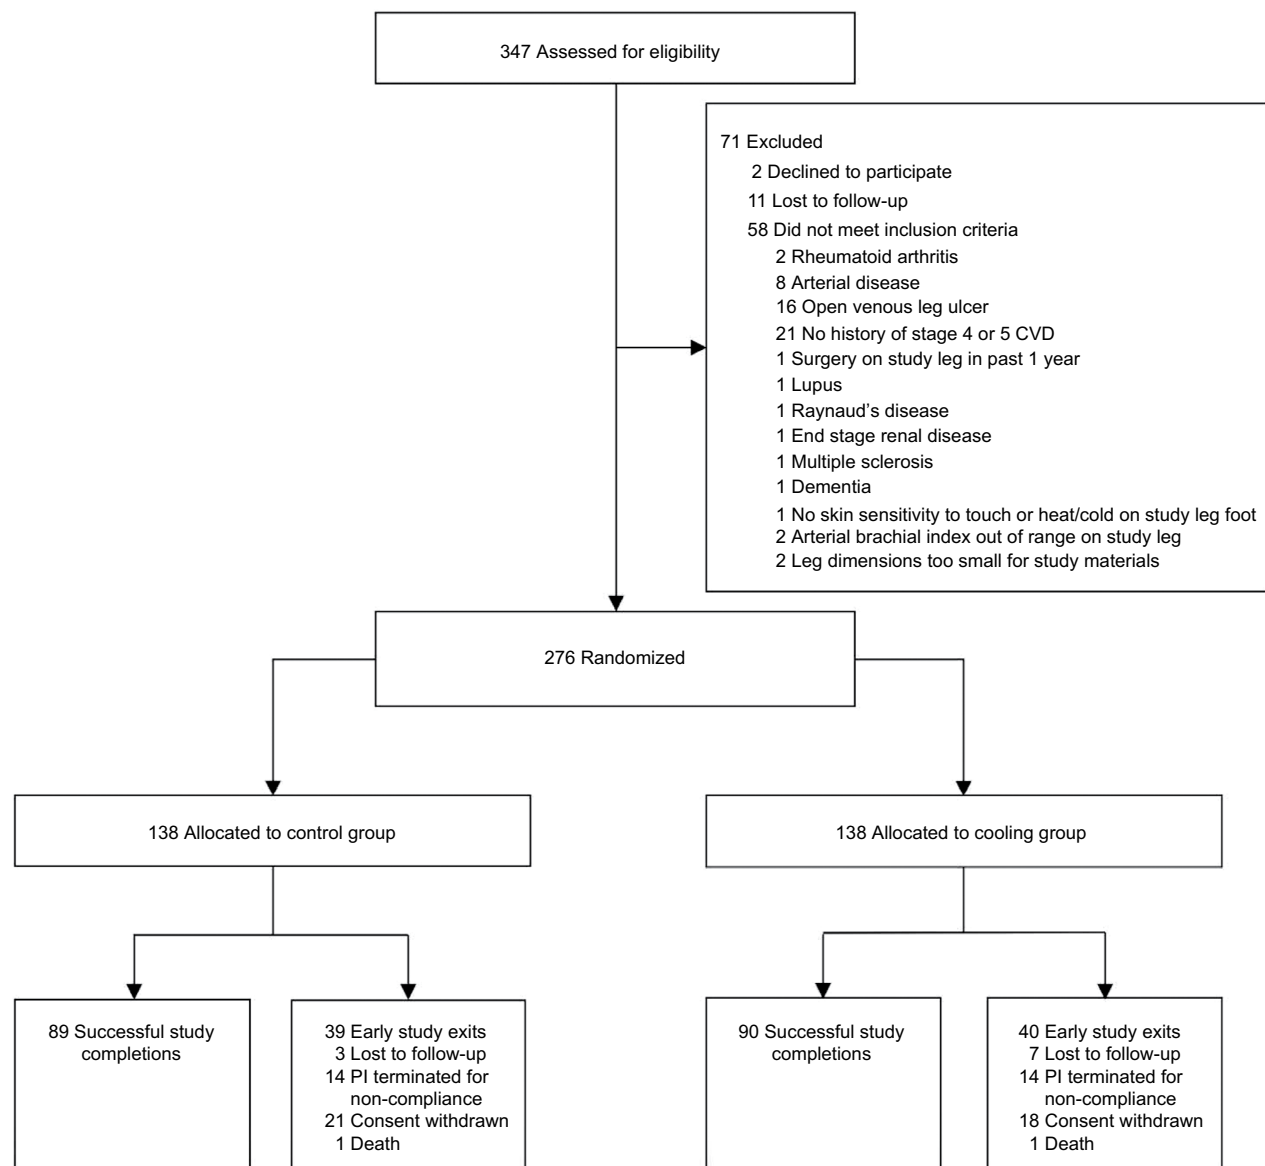 347 Assessed for eligibility
71 Excluded
2 Declined to participate
11 Lost to follow-up
58 Did not meet inclusion criteria
2 Rheumatoid arthritis
8 Arterial disease
16 Open venous leg ulcer
21 No history of stage 4 or 5 CVD
1 Surgery on study leg in past 1 year
1 Lupus
1 Raynaud’s disease
1 End stage renal disease
1 Multiple sclerosis
1 Dementia
1 No skin sensitivity to touch or heat/cold on study leg foot
2 Arterial brachial index out of range on study leg
2 Leg dimensions too small for study materials
276 Randomized
138 Allocated to control group
138 Allocated to cooling group
89 Successful study
completions
39 Early study exits
3 Lost to follow-up
14 PI terminated for
non-compliance
21 Consent withdrawn
1 Death
90 Successful study
completions
40 Early study exits
7 Lost to follow-up
14 PI terminated for
non-compliance
18 Consent withdrawn
1 Death